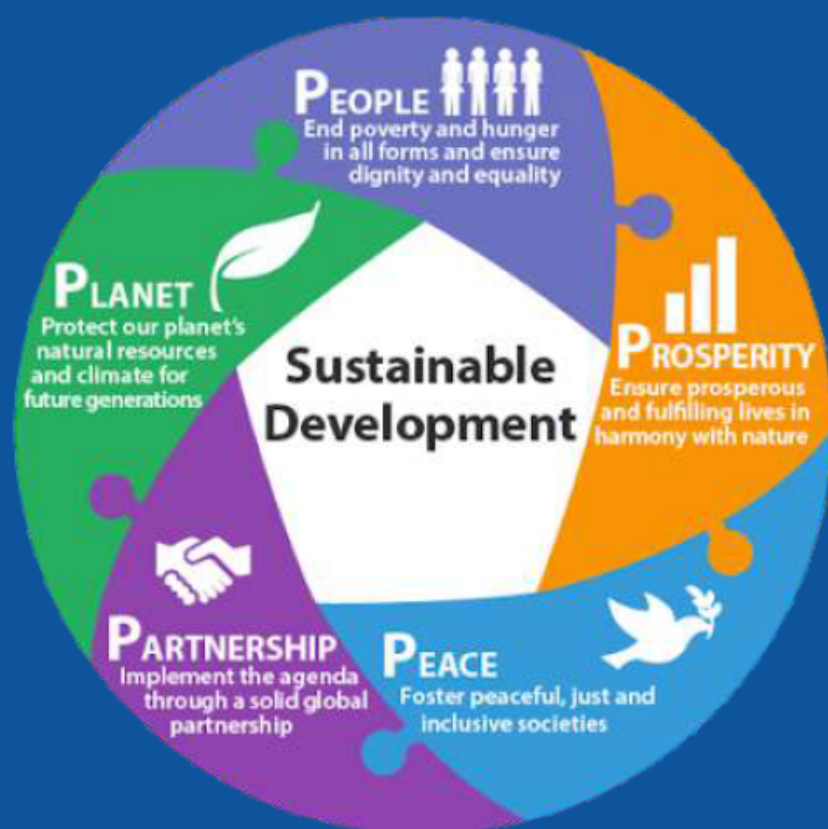 PEOPLE
End poverty and hunger
in all forms and ensure
dignity and equality
PLANET
Protect our planet's
natural resources
and climate for
future generations
Sustainable
Development
PROSPERITY
Ensure prosperous
and fulfilling lives in
harmony with nature
PARTNERSHIP
Implement the agenda
through a solid global
partnership
PEACE
Foster peaceful, just and
inclusive societies